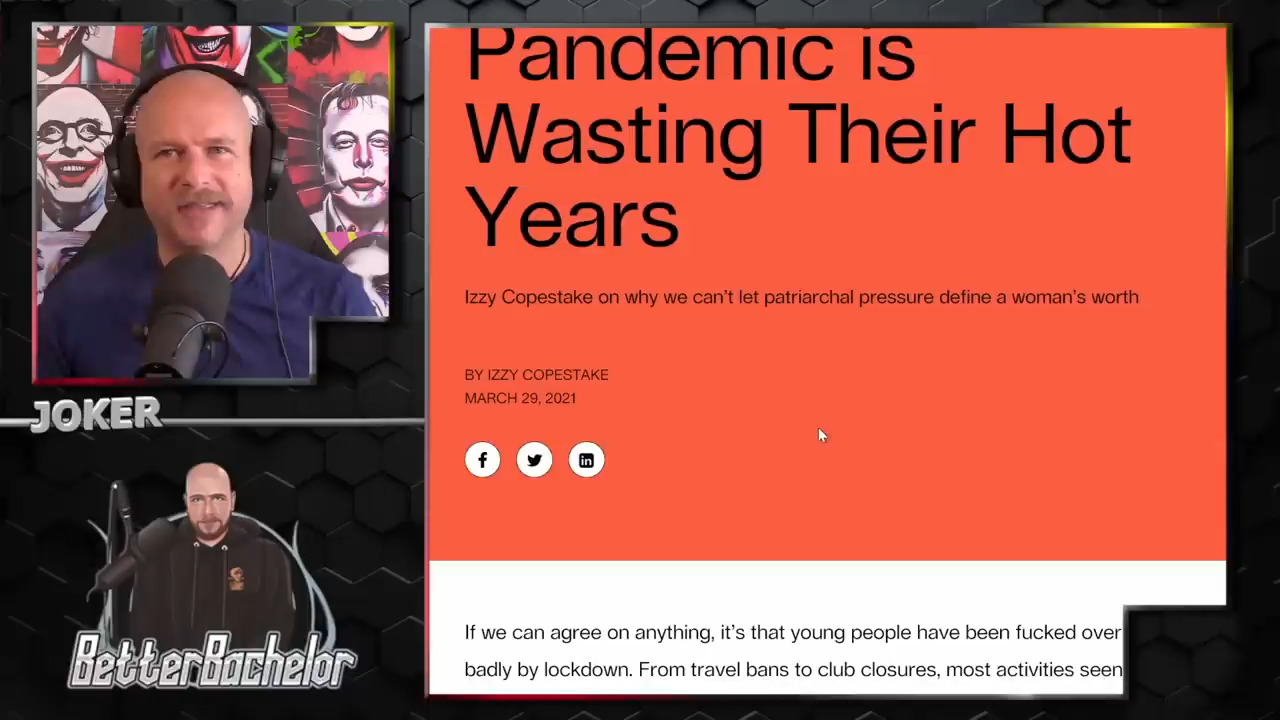 Pandemic is
Wasting Their Hot
Years
Izzy Copestake on why we can’t let patriarchal pressure define a woman’s worth
BY IZZY COPESTAKE
MARCH 29, 2021
If we can agree on anything, it’s that young people have been fucked over
badly by lockdown. From travel bans to club closures, most activities seen
JOKER
BetterBachelor